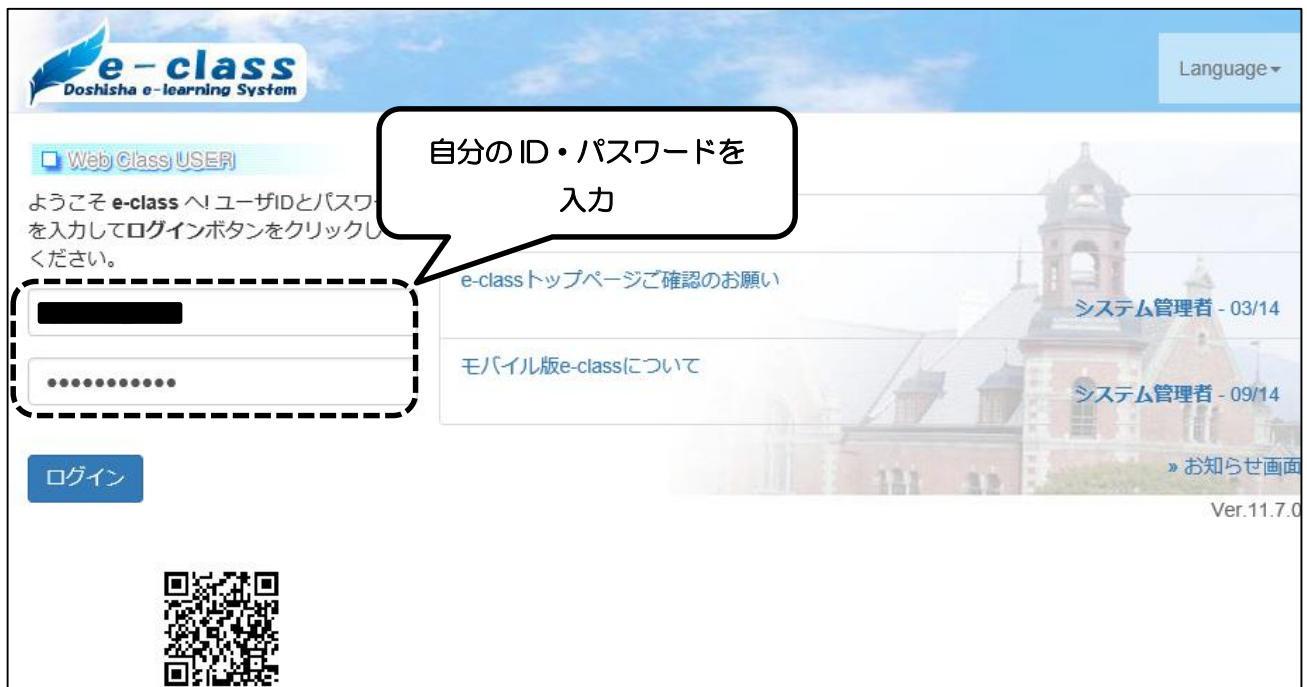 e-class
Doshisha e-learning System
Language
Web Class USER
自分のID・パスワードを
入力
ようこそ e-class へ! ユーザIDとパスワー
を入力してログインボタンをクリックし
ください。
e-classトップページご確認のお願い
システム管理者 - 03/14
モバイル版e-classについて
システム管理者 - 09/14
ログイン
» お知らせ画面
Ver.11.7.0